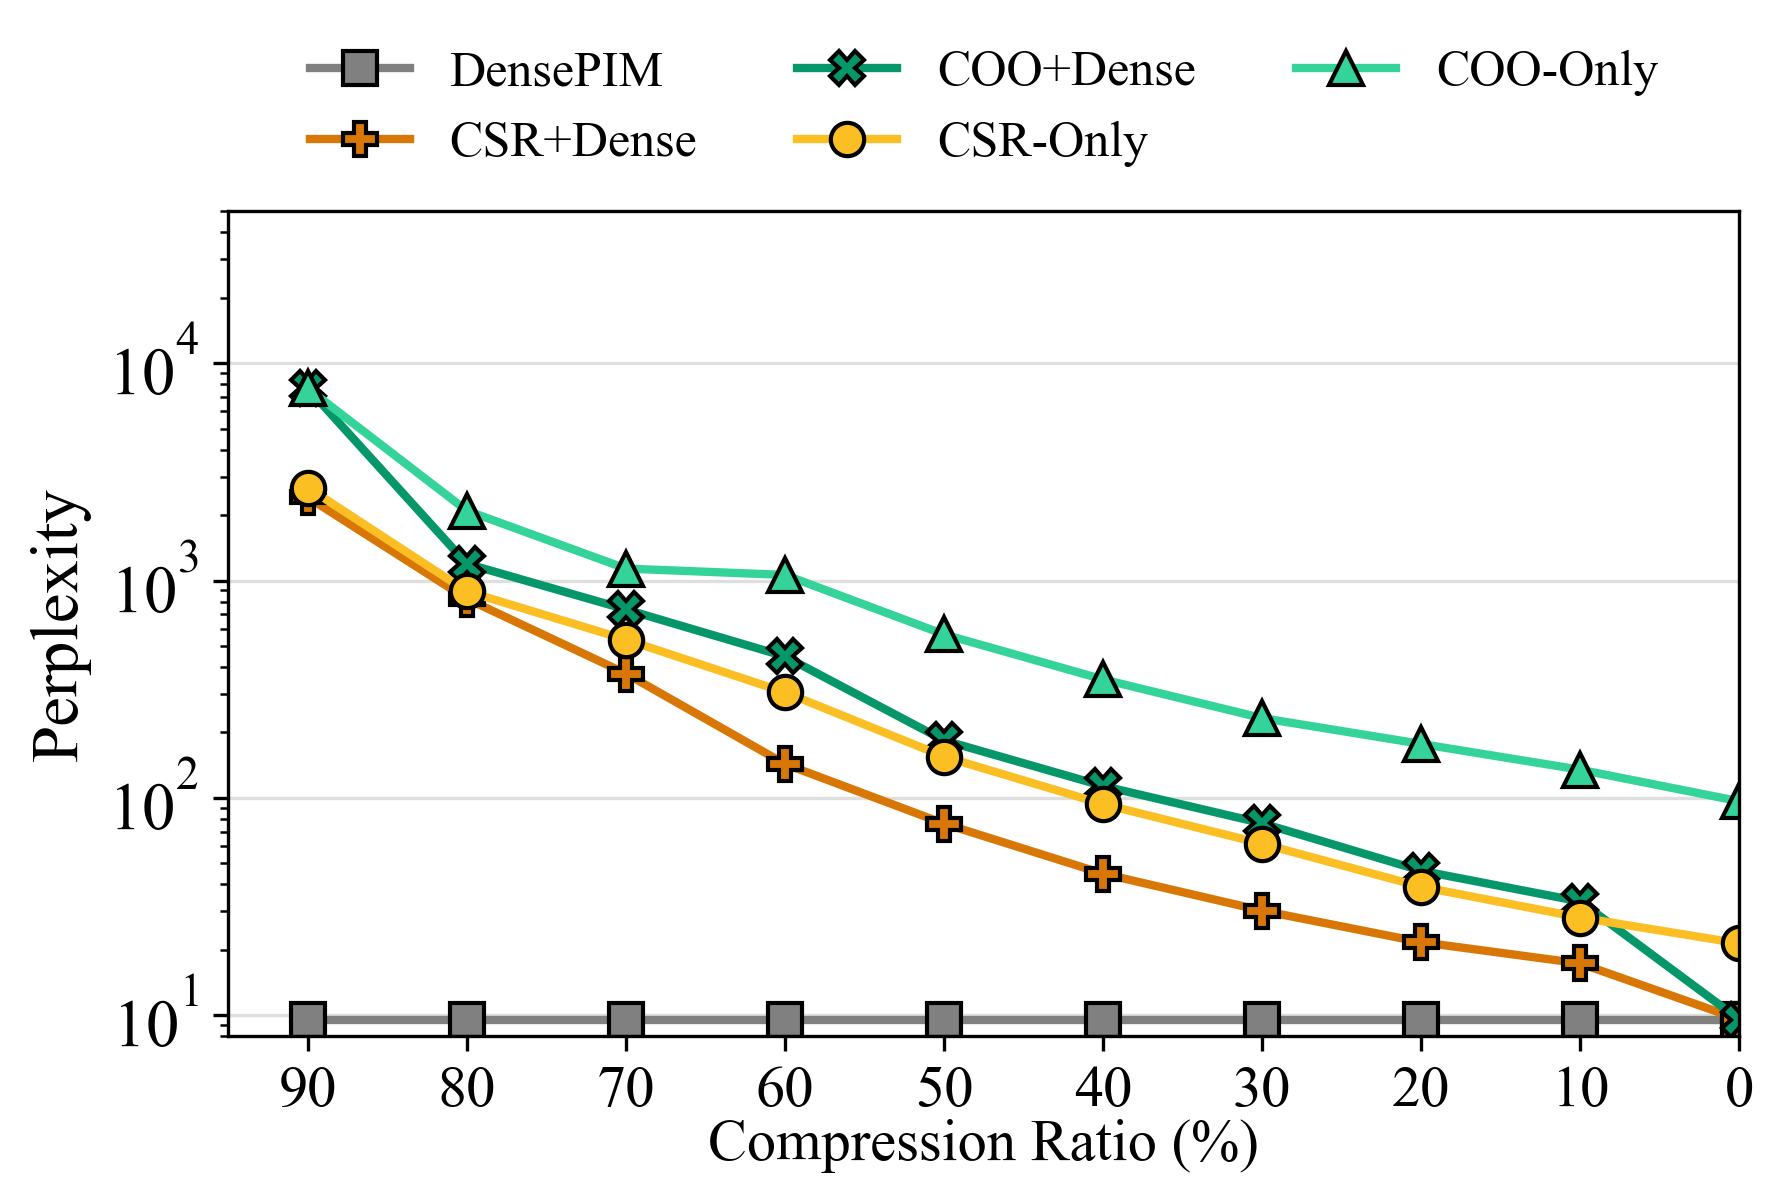 DensePIM COO+Dense COO-Only
CSR+Dense CSR-Only
Perplexity
10^4
10^3
10^2
10^1
90 80 70 60 50 40 30 20 10 0
Compression Ratio (%)